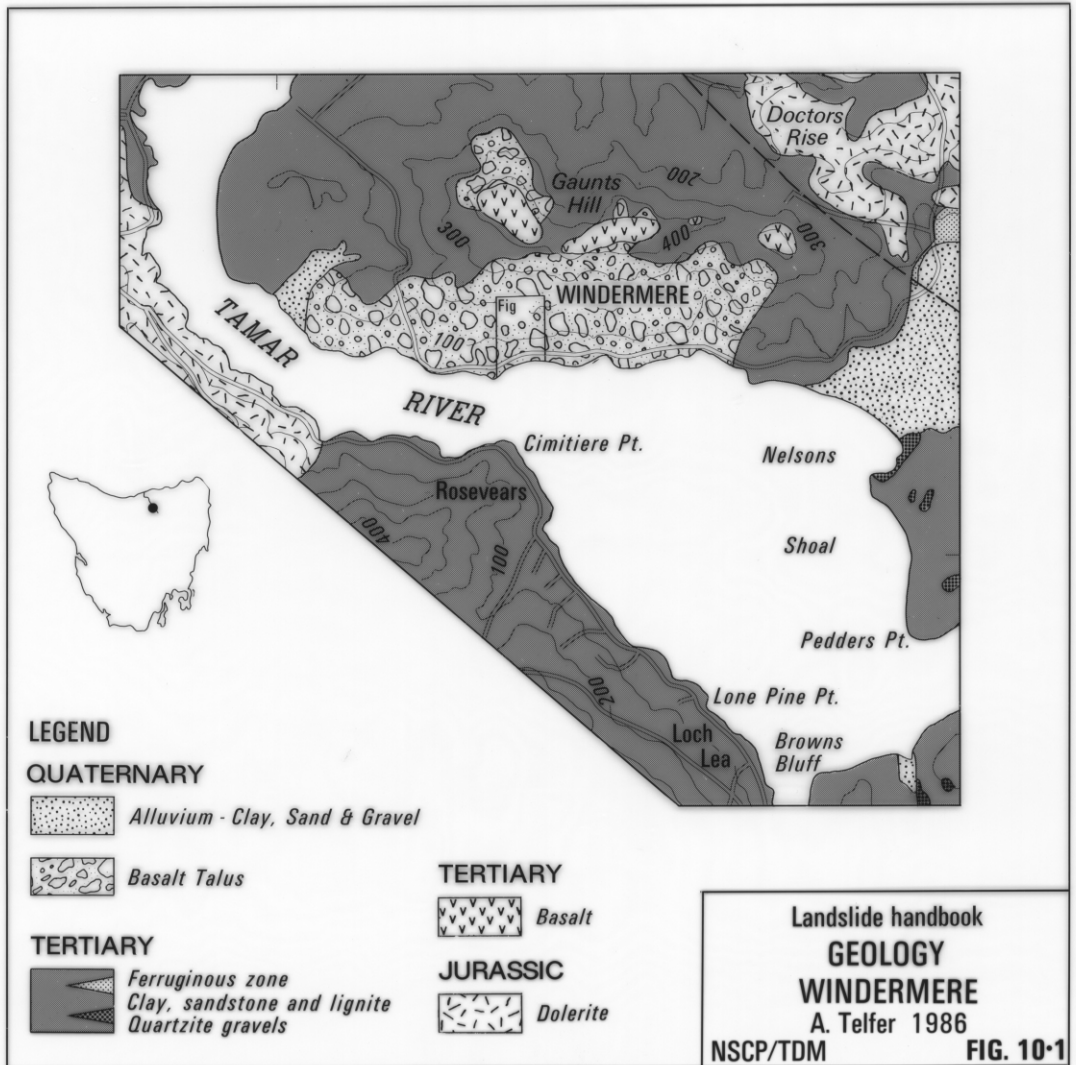 Doctors
Rise
Gaunts
Hill
200
300
400
300
WINDERMERE
Fig
100
TAMAR
RIVER
Cimitiere Pt.
Nelsons
Rosevears
400
100
Shoal
Pedders Pt.
200
Lone Pine Pt.
Loch
Lea
Browns
Bluff
LEGEND
QUATERNARY
Alluvium - Clay, Sand & Gravel
Basalt Talus
TERTIARY
Ferruginous zone
Clay, sandstone and lignite
Quartzite gravels
TERTIARY
Basalt
JURASSIC
Dolerite
Landslide handbook
GEOLOGY
WINDERMERE
A. Telfer 1986
NSCP/TDM FIG. 10·1